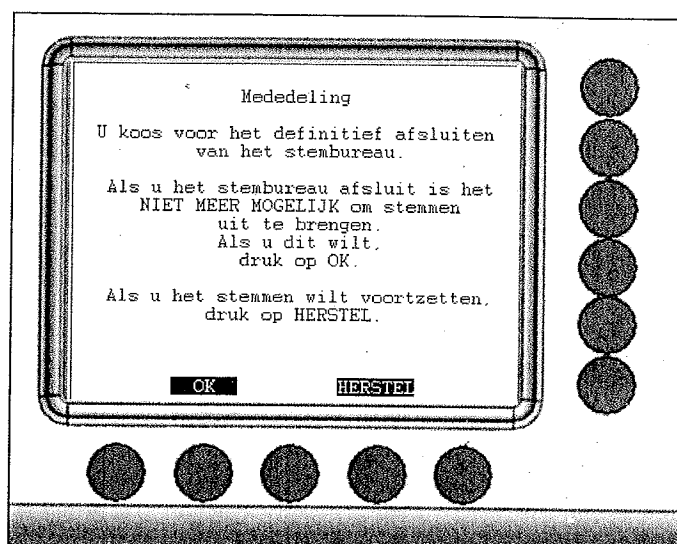 Mededeling
U koos voor het definitief afsluiten
van het stembureau.
Als u het stembureau afsluit is het
NIET MEER MOGELIJK om stemmen
uit te brengen.
Als u dit wilt,
druk op OK.
Als u het stemmen wilt voortzetten,
druk op HERSTEL.
OK HERSTEL